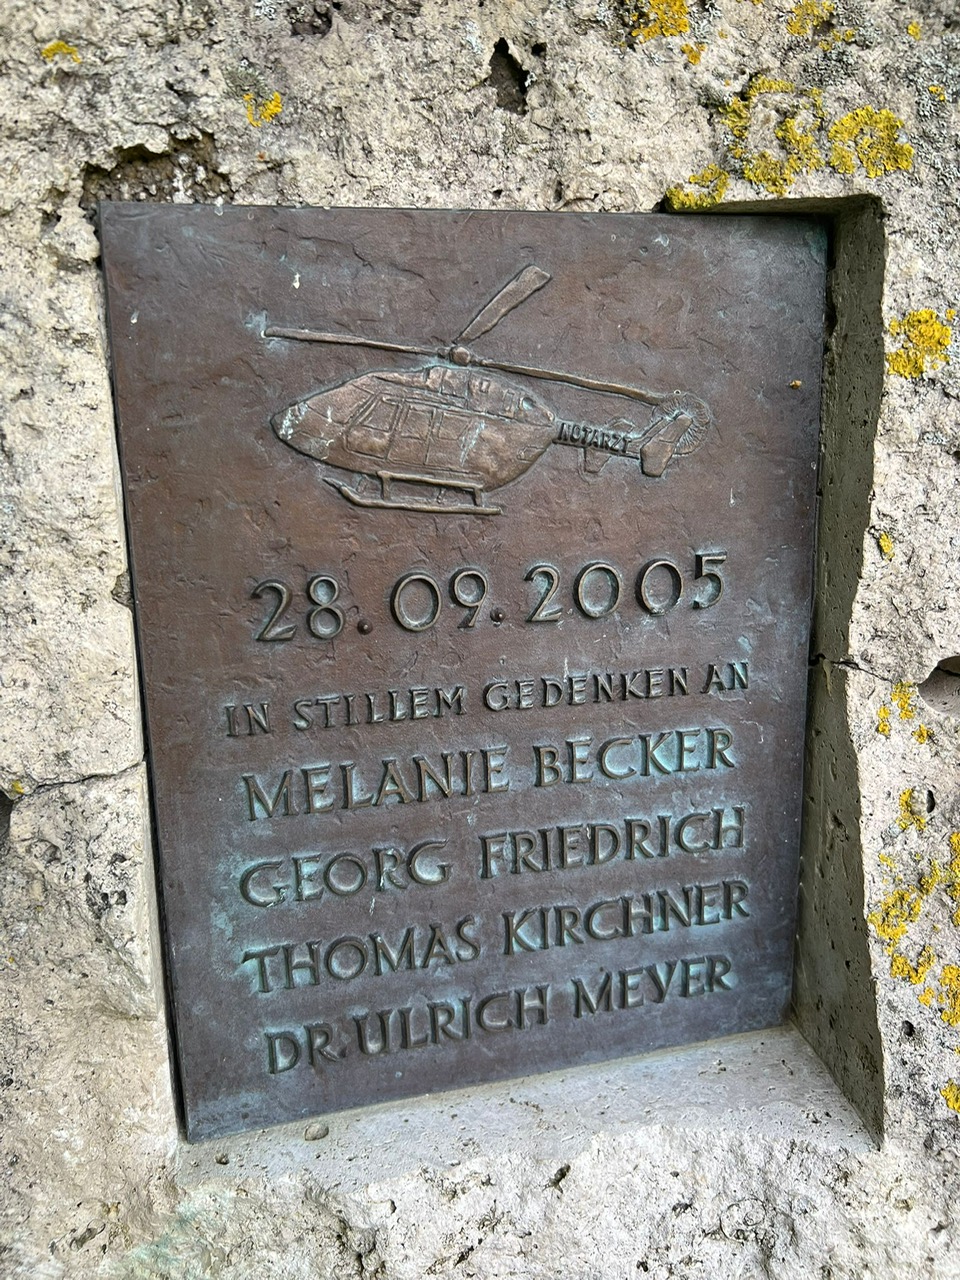 NOTARZT
28.09.2005
IN STILLEM GEDENKEN AN
MELANIE BECKER
GEORG FRIEDRICH
THOMAS KIRCHNER
DR.ULRICH MEYER